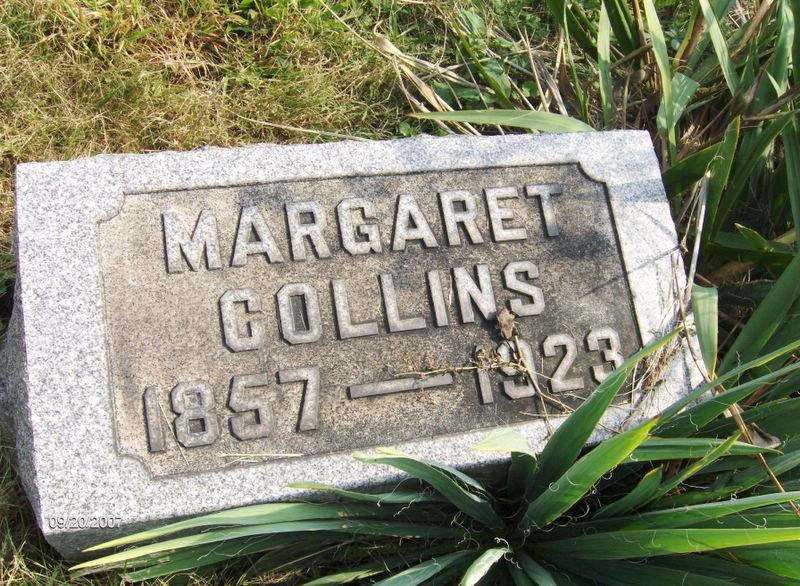 MARGARET
COLLINS
1857 — 1923
09/20/2007